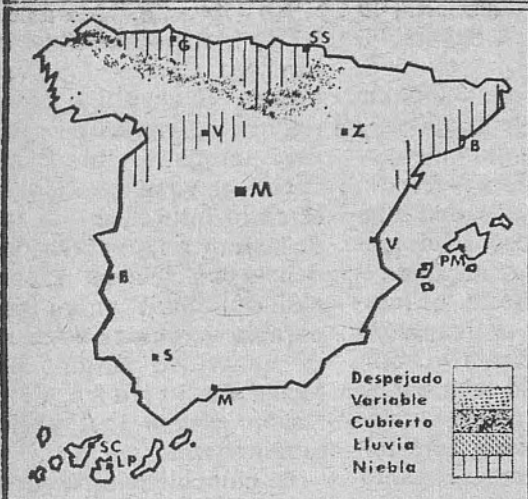 C G SS
V Z B
M
V
PM
B
S
M
SC
LP
Despejado
Variable
Cubierto
Lluvia
Niebla